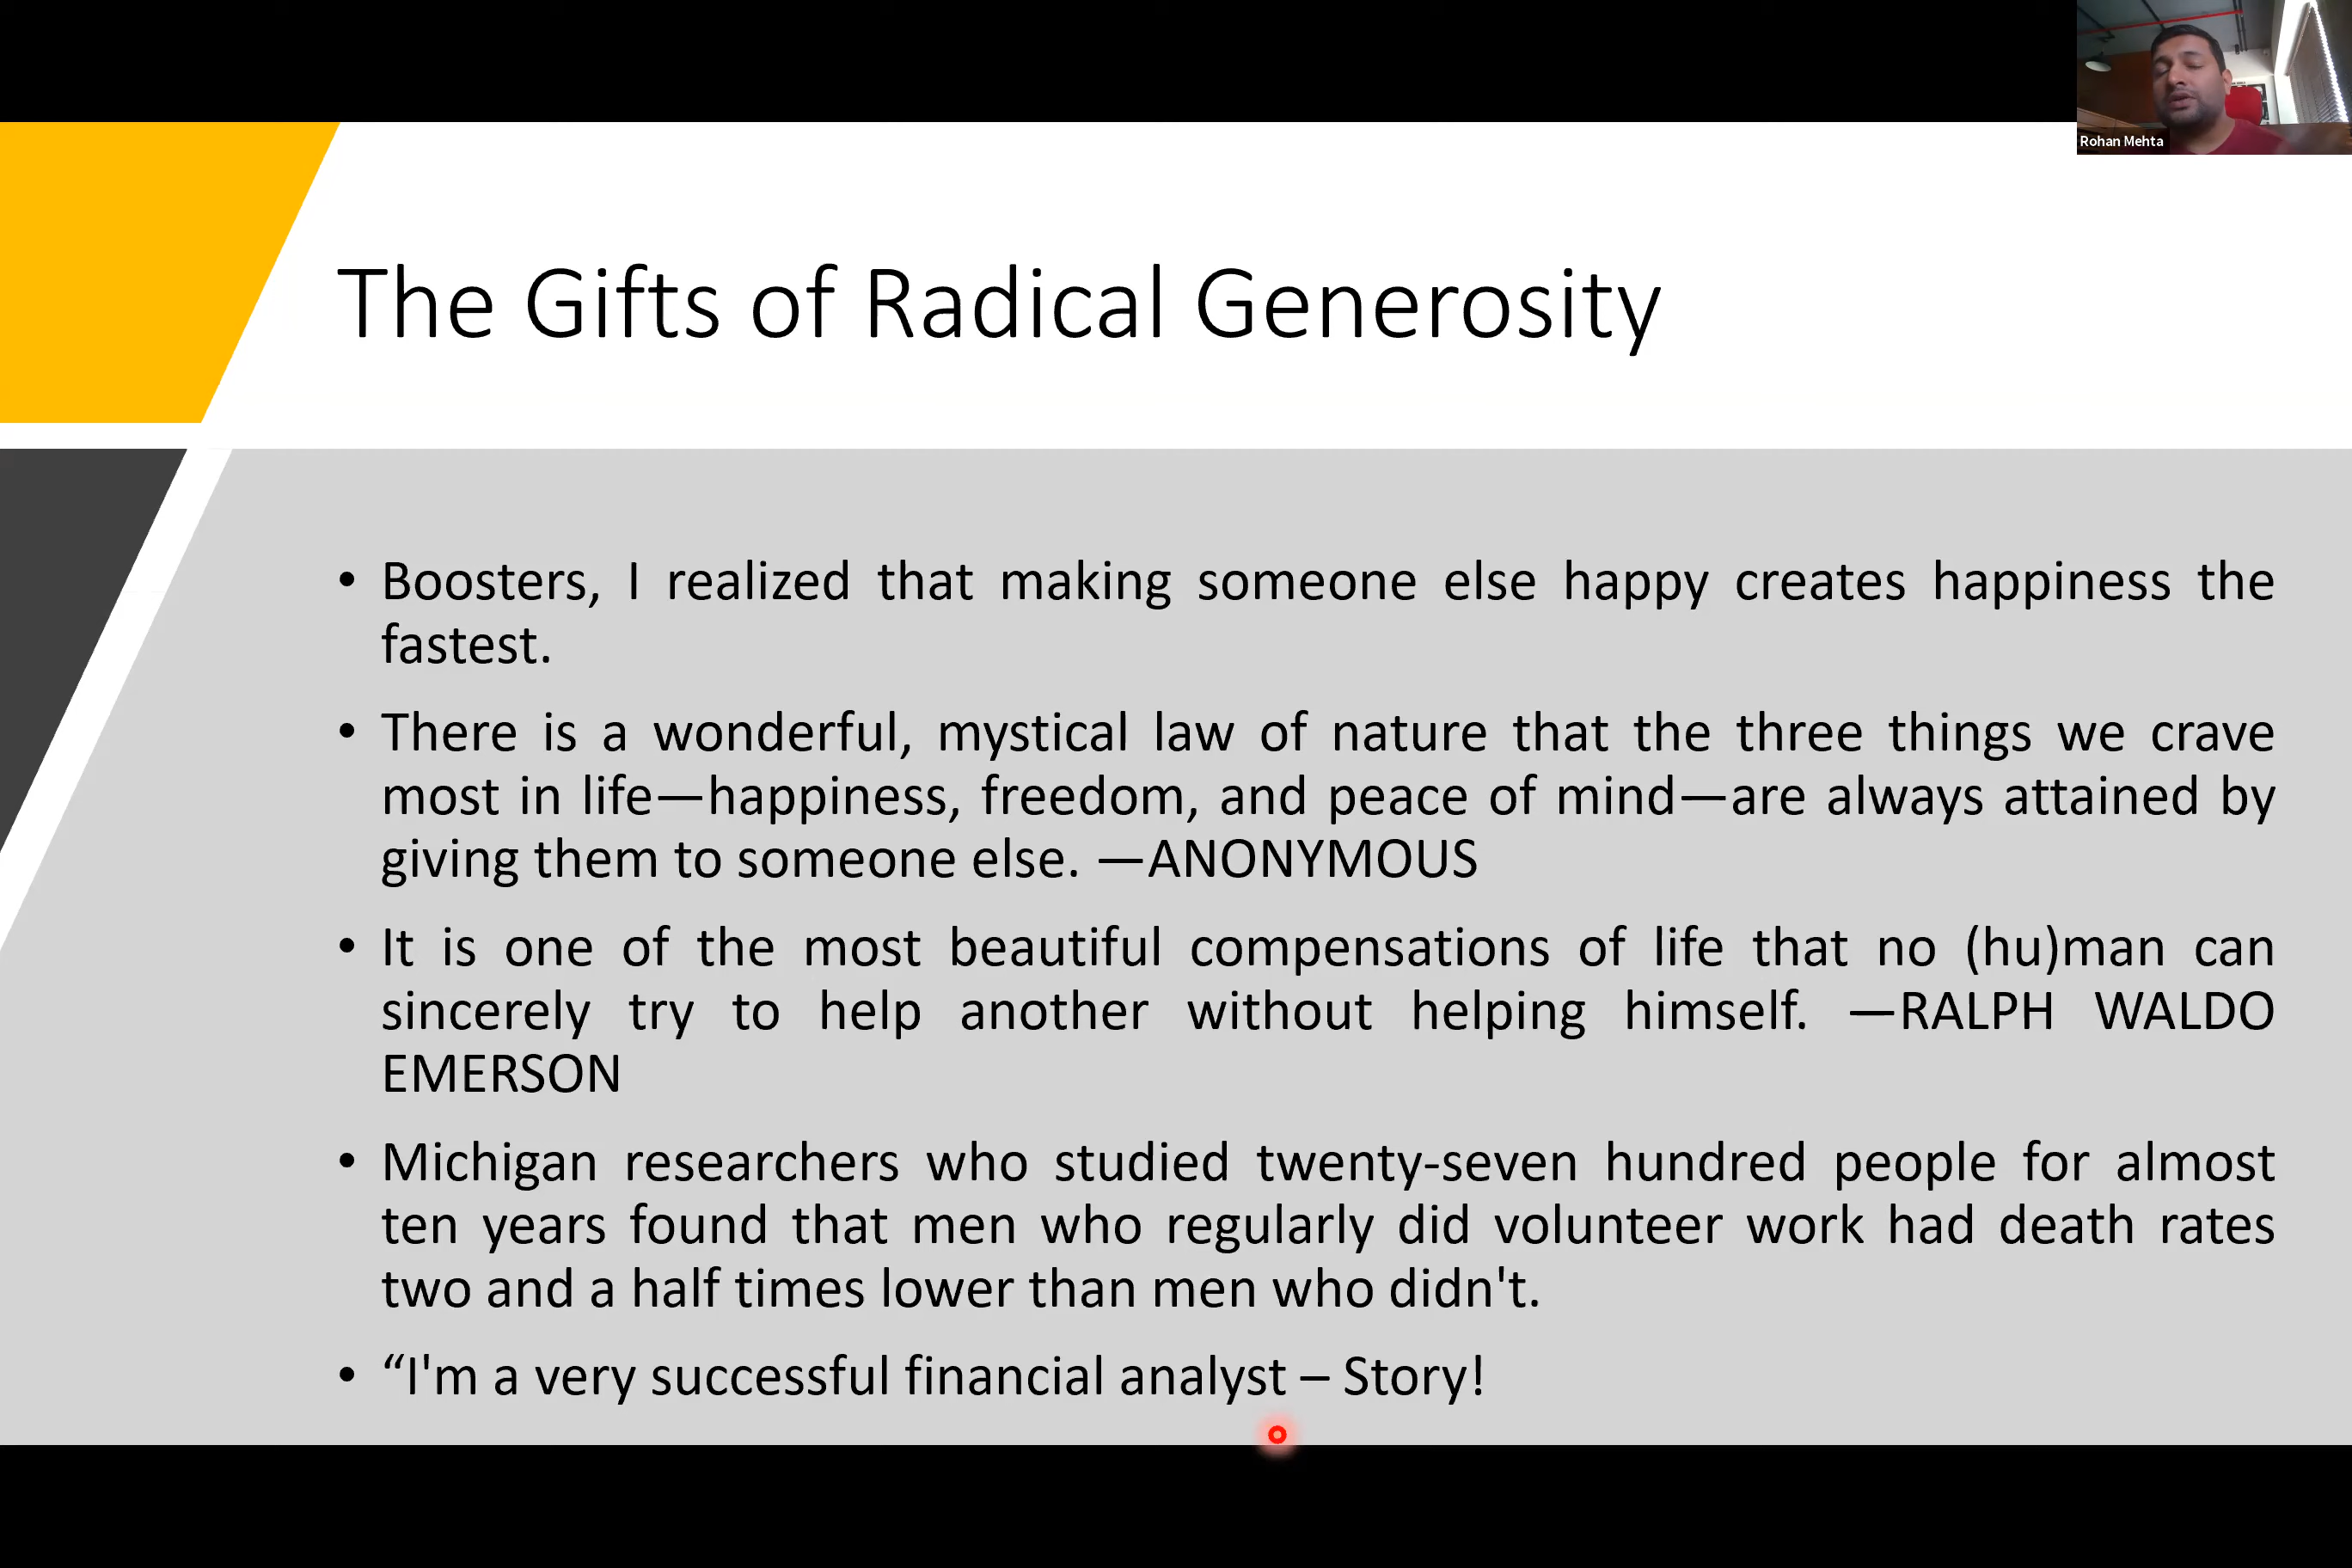 Rohan Mehta
The Gifts of Radical Generosity
• Boosters, I realized that making someone else happy creates happiness the
fastest.
• There is a wonderful, mystical law of nature that the three things we crave
most in life—happiness, freedom, and peace of mind—are always attained by
giving them to someone else. —ANONYMOUS
• It is one of the most beautiful compensations of life that no (hu)man can
sincerely try to help another without helping himself. —RALPH WALDO
EMERSON
• Michigan researchers who studied twenty-seven hundred people for almost
ten years found that men who regularly did volunteer work had death rates
two and a half times lower than men who didn't.
• “I'm a very successful financial analyst – Story!